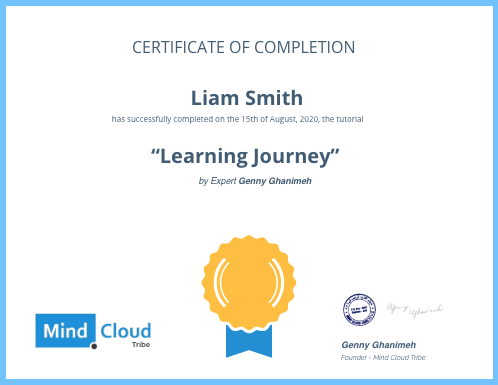 CERTIFICATE OF COMPLETION
Liam Smith
has successfully completed on the 15th of August, 2020, the tutorial
“Learning Journey”
by Expert Genny Ghanimeh
Mind Cloud
Tribe
Genny Ghanimeh
Founder - Mind Cloud Tribe